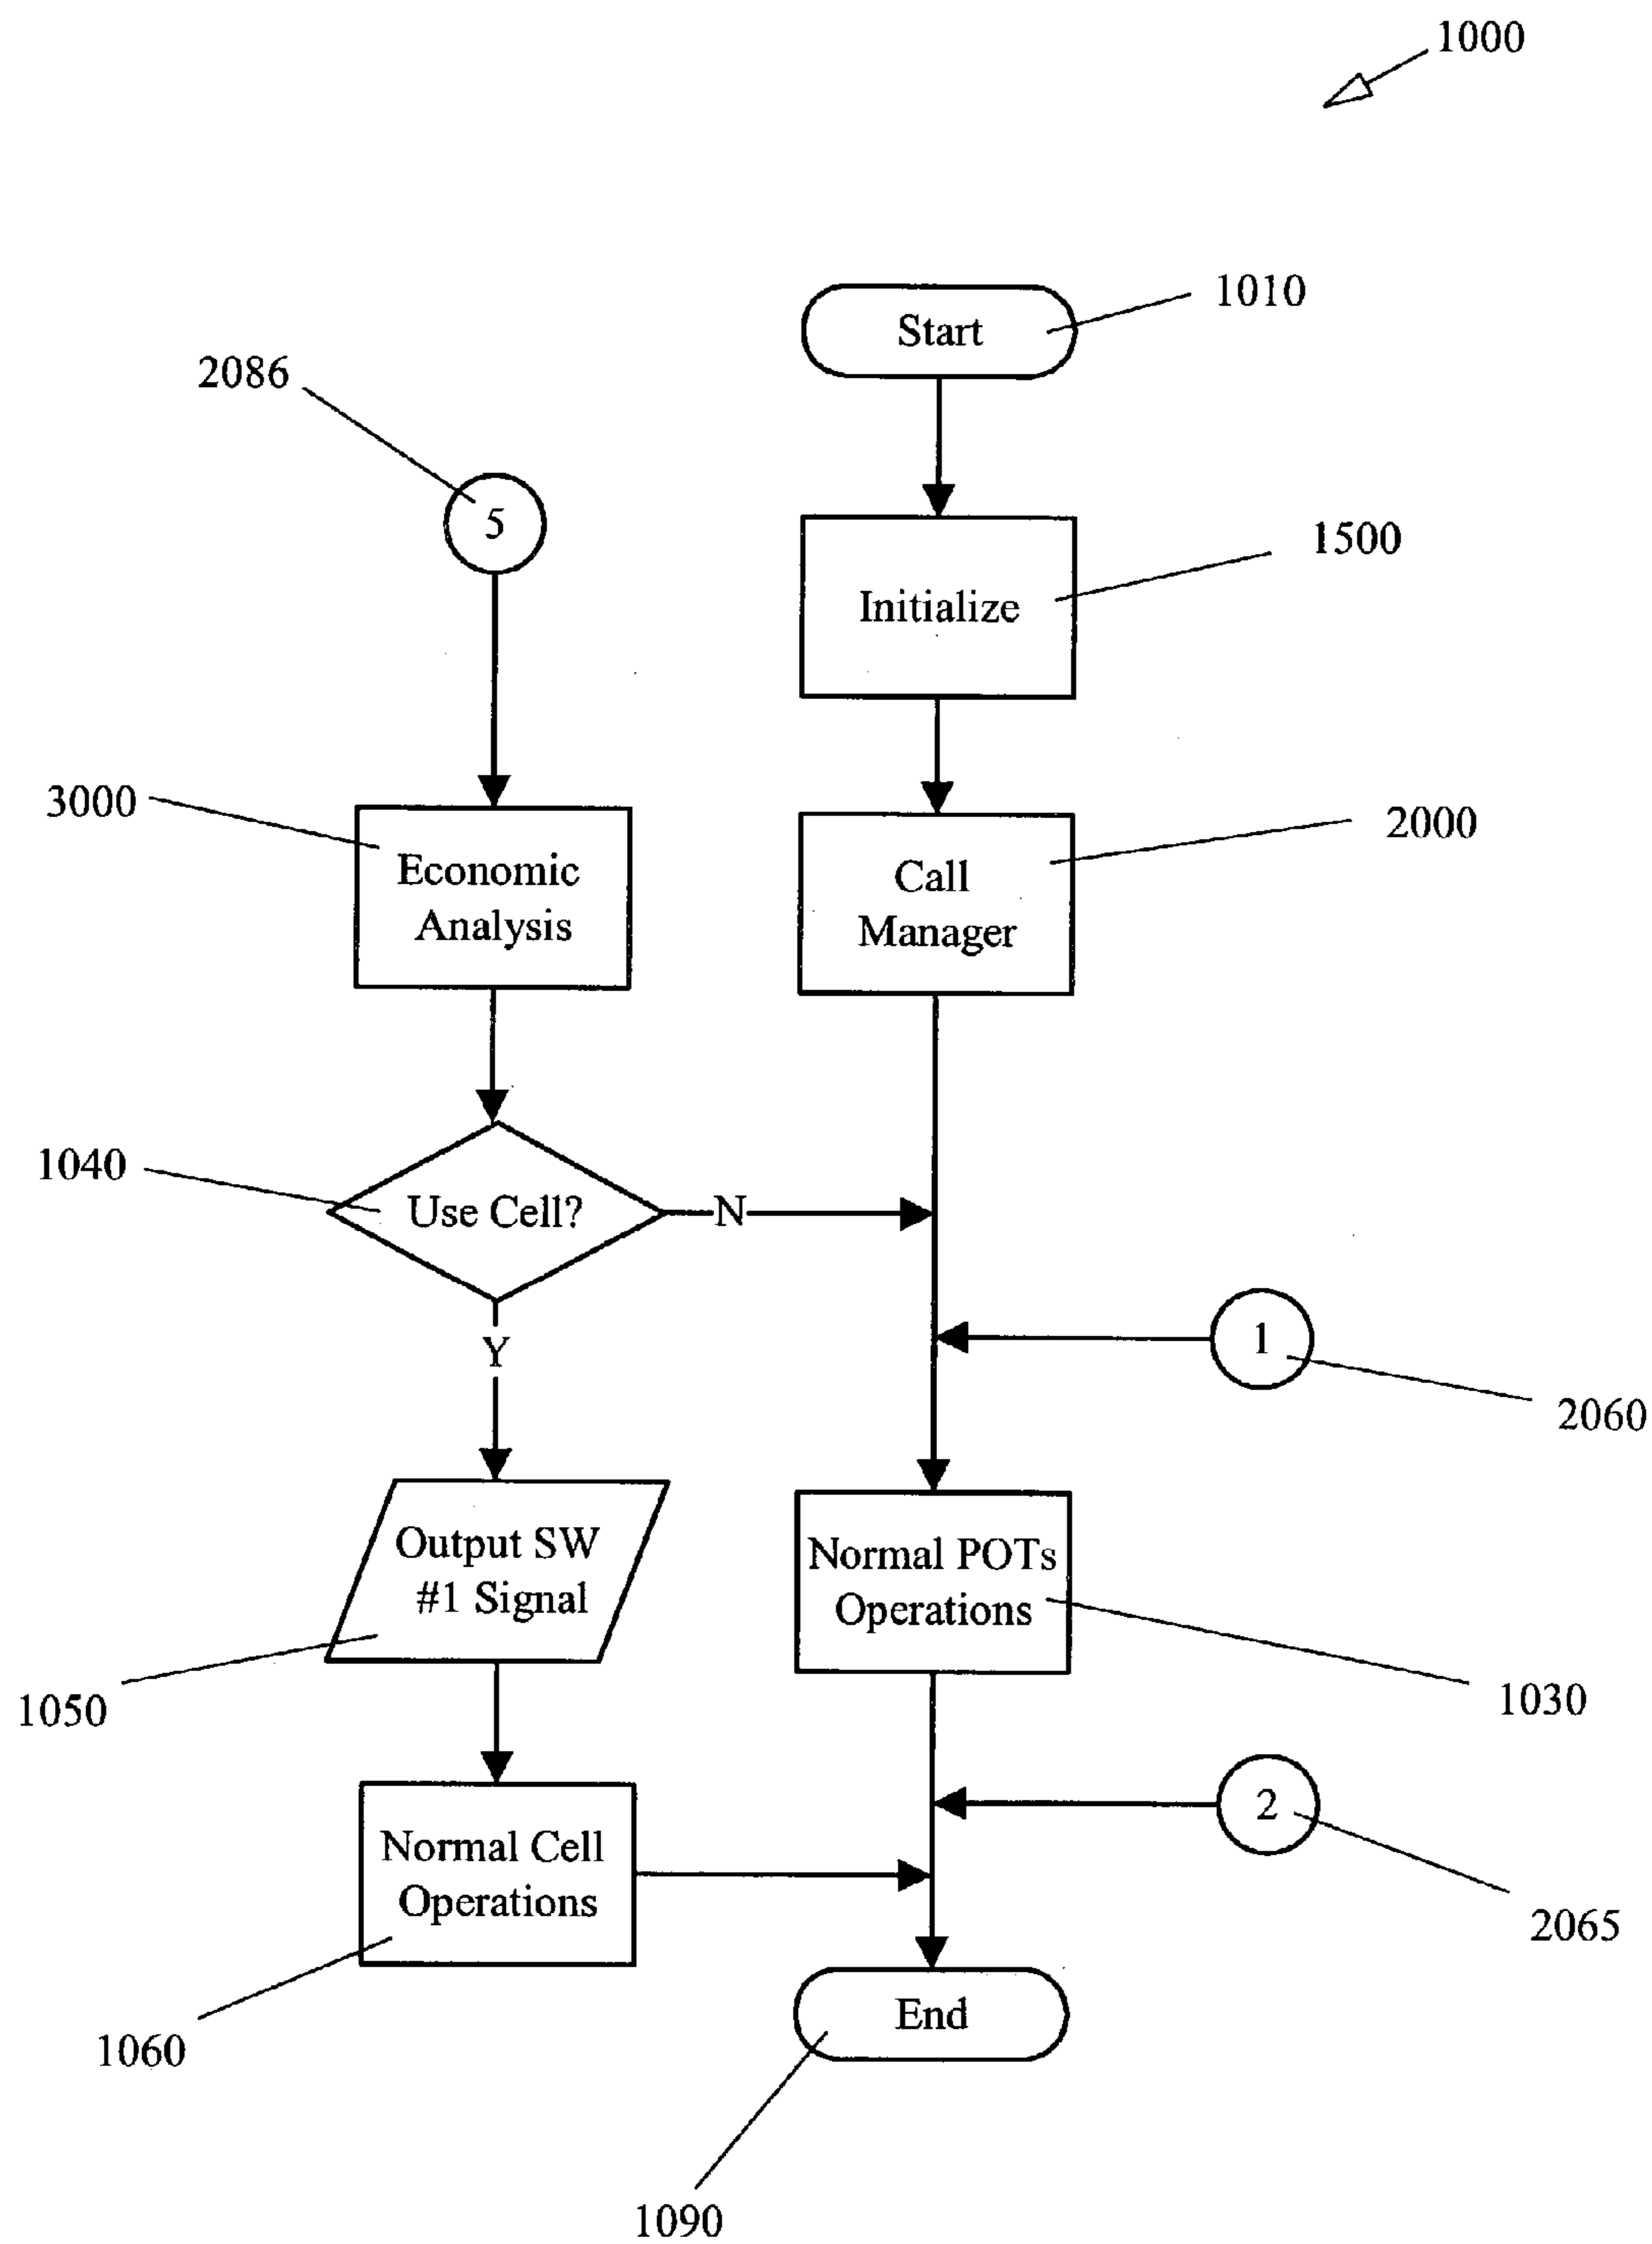 1000
1010
Start
2086
5
1500
Initialize
3000
Economic
Analysis
2000
Call
Manager
1040
Use Cell?
N
Y
1
2060
Output SW
#1 Signal
1050
Normal POTs
Operations
1030
2
2065
Normal Cell
Operations
1060
End
1090